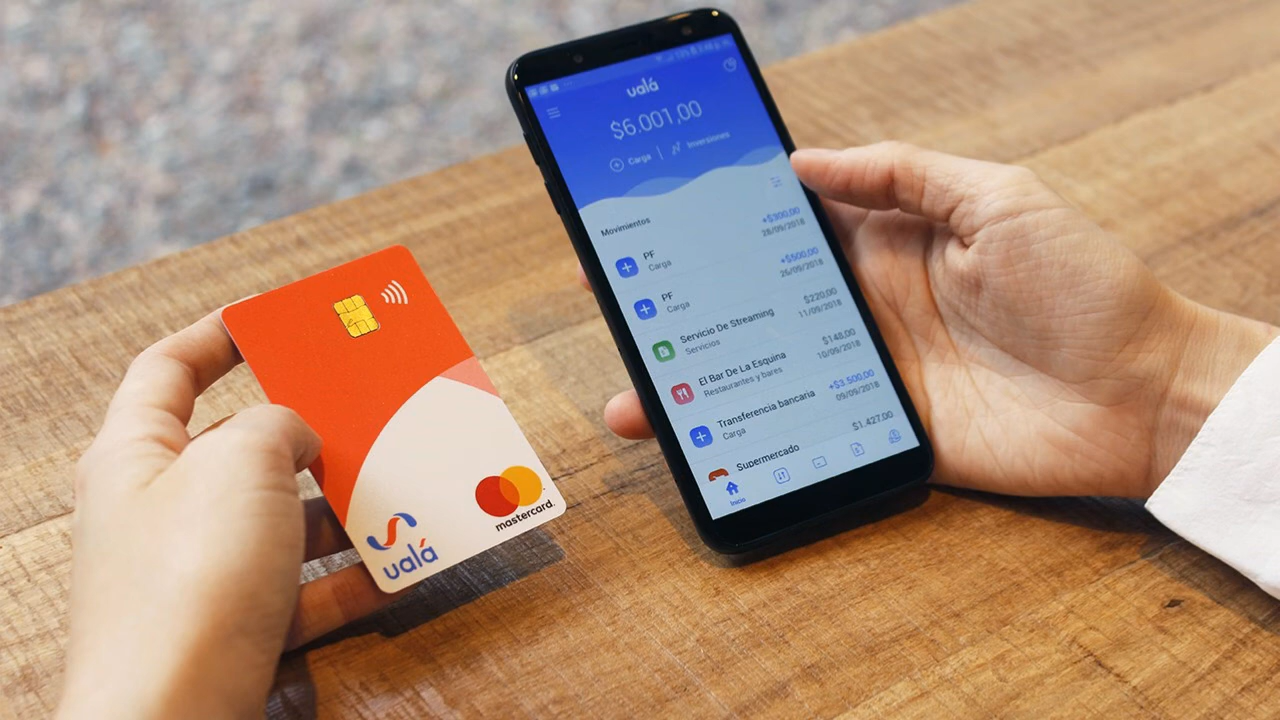 ualá
$6.001,00
Carga | Inversiones
Movimientos
PF +$300,00
Carga 28/09/2018
PF +$500,00
Carga 26/09/2018
Servicio De Streaming $220,00
Servicios 11/09/2018
El Bar De La Esquina $148,00
Restaurantes y bares 10/09/2018
Transferencia bancaria +$3.500,00
Carga 09/09/2018
Supermercado $1.427,00
Inicio
mastercard.
ualá